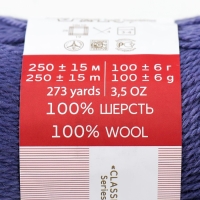 250 ± 15 м 100 ± 6 г
250 ± 15 m 100 ± 6 g
273 yards 3,5 OZ
100% ШЕРСТЬ
100% WOOL
«CLASS
Series